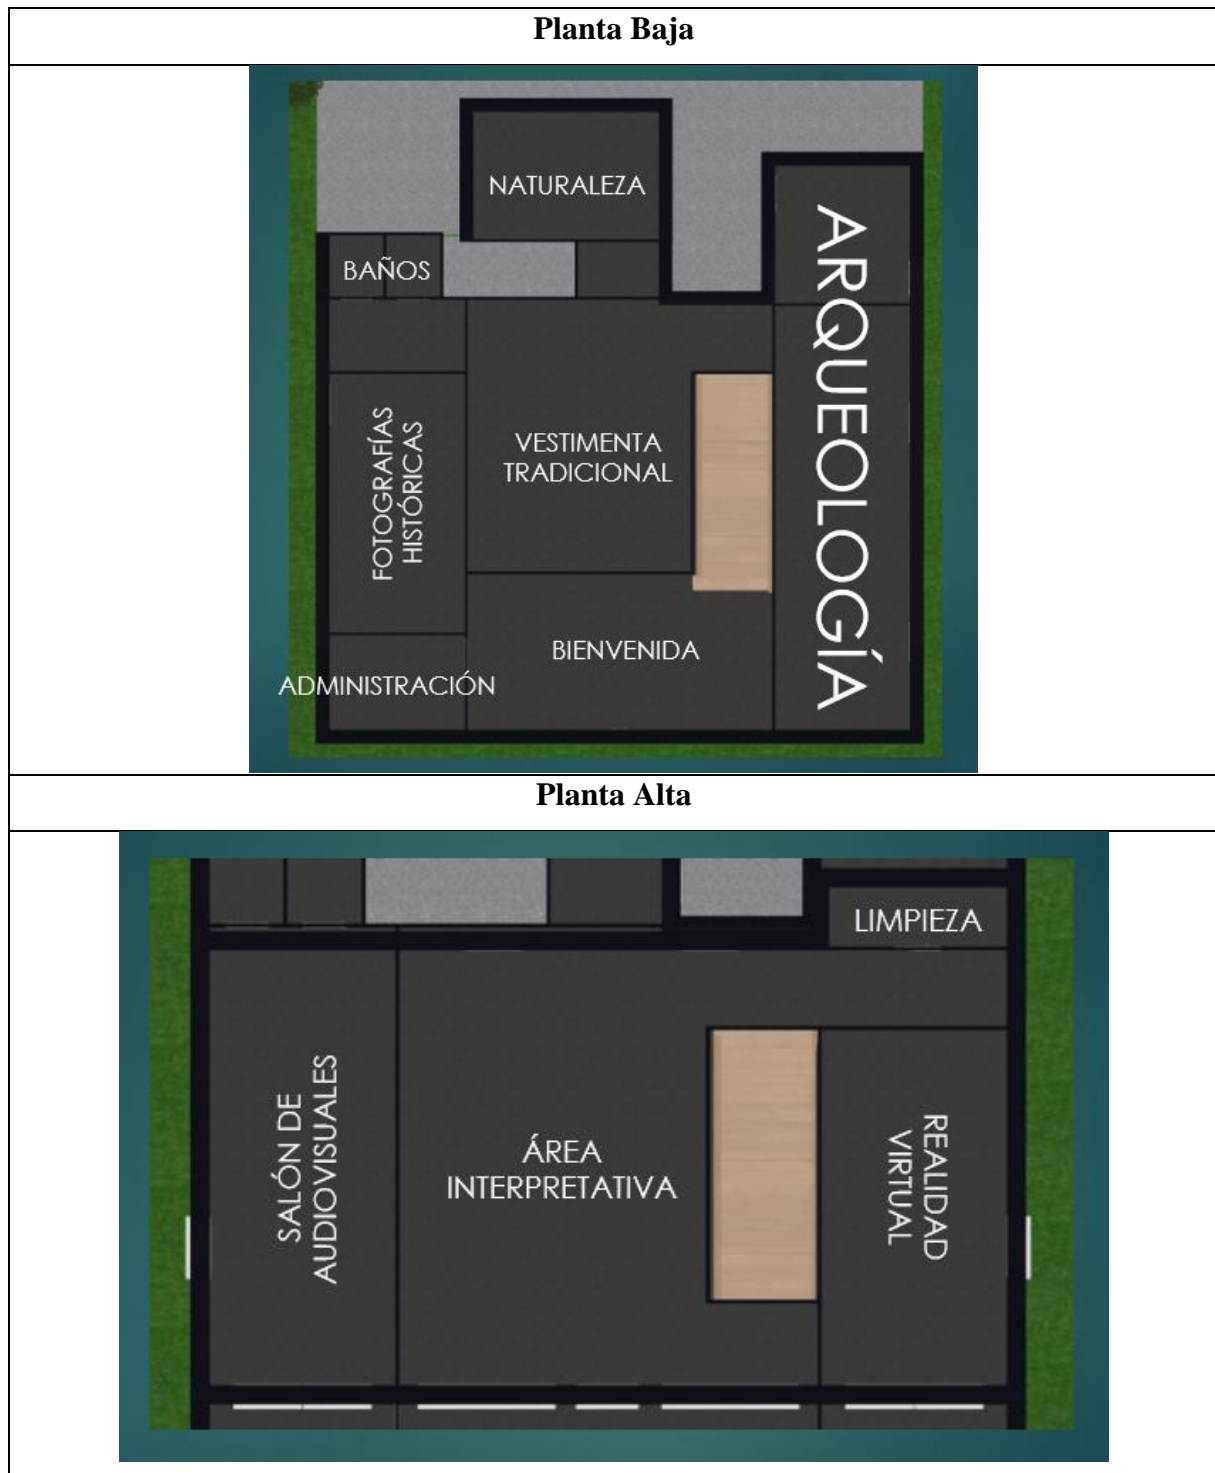 Planta Baja
NATURALEZA
BAÑOS
ARQUEOLOGÍA
FOTOGRAFÍAS
HISTÓRICAS
VESTIMENTA
TRADICIONAL
BIENVENIDA
ADMINISTRACIÓN
Planta Alta
LIMPIEZA
SALÓN DE
AUDIOVISUALES
ÁREA
INTERPRETATIVA
REALIDAD
VIRTUAL